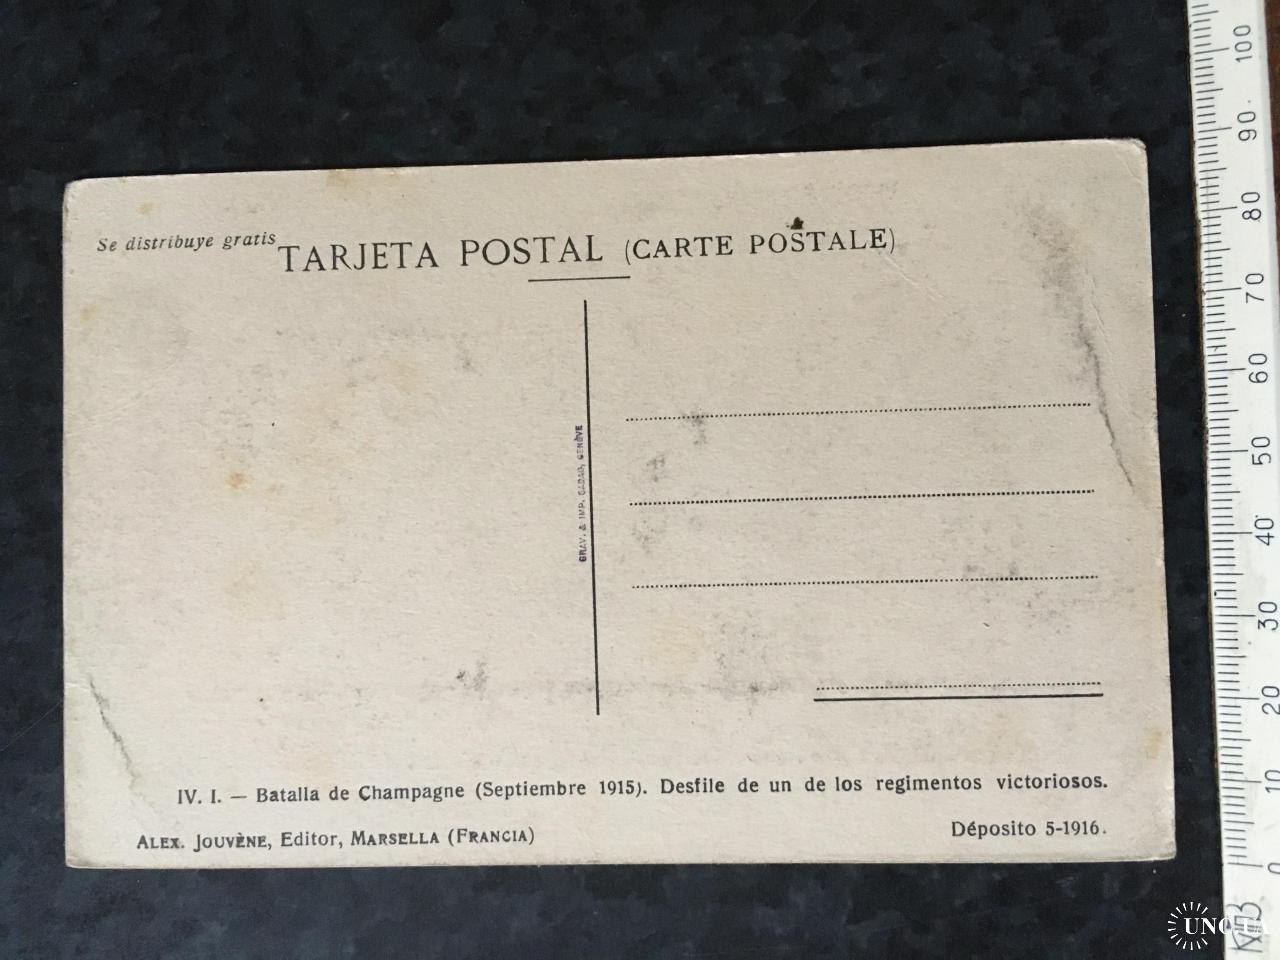 Se distribuye gratis
TARJETA POSTAL (CARTE POSTALE)
GRAV. & IMP. SADAG, GENÈVE
IV. I. — Batalla de Champagne (Septiembre 1915). Desfile de un de los regimentos victoriosos.
ALEX. JOUVÈNE, Editor, MARSELLA (FRANCIA)
Déposito 5-1916.
100
90
80
70
60
50
40
30
20
10
0
UNC.UA